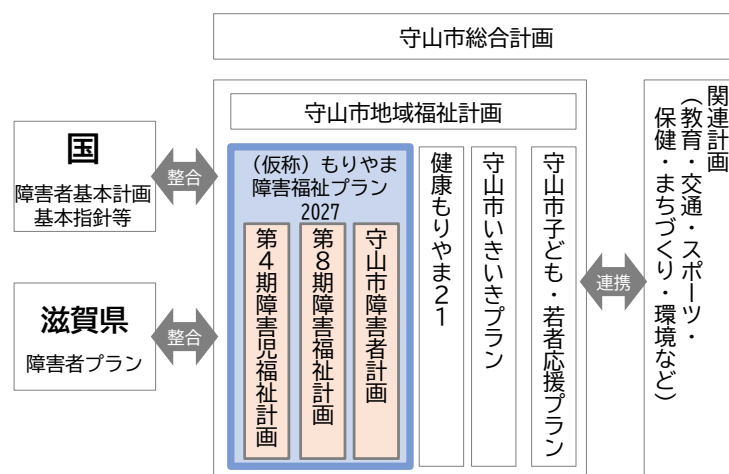 守山市総合計画
守山市地域福祉計画
国
障害者基本計画
基本指針等
整合
滋賀県
障害者プラン
整合
（仮称）もりやま
障害福祉プラン
2027
守山市障害者計画
第８期障害福祉計画
第４期障害児福祉計画
健康もりやま２１
守山市いきいきプラン
守山市子ども・若者応援プラン
連携
関連計画
（教育・交通・スポーツ・
保健・まちづくり・環境など）